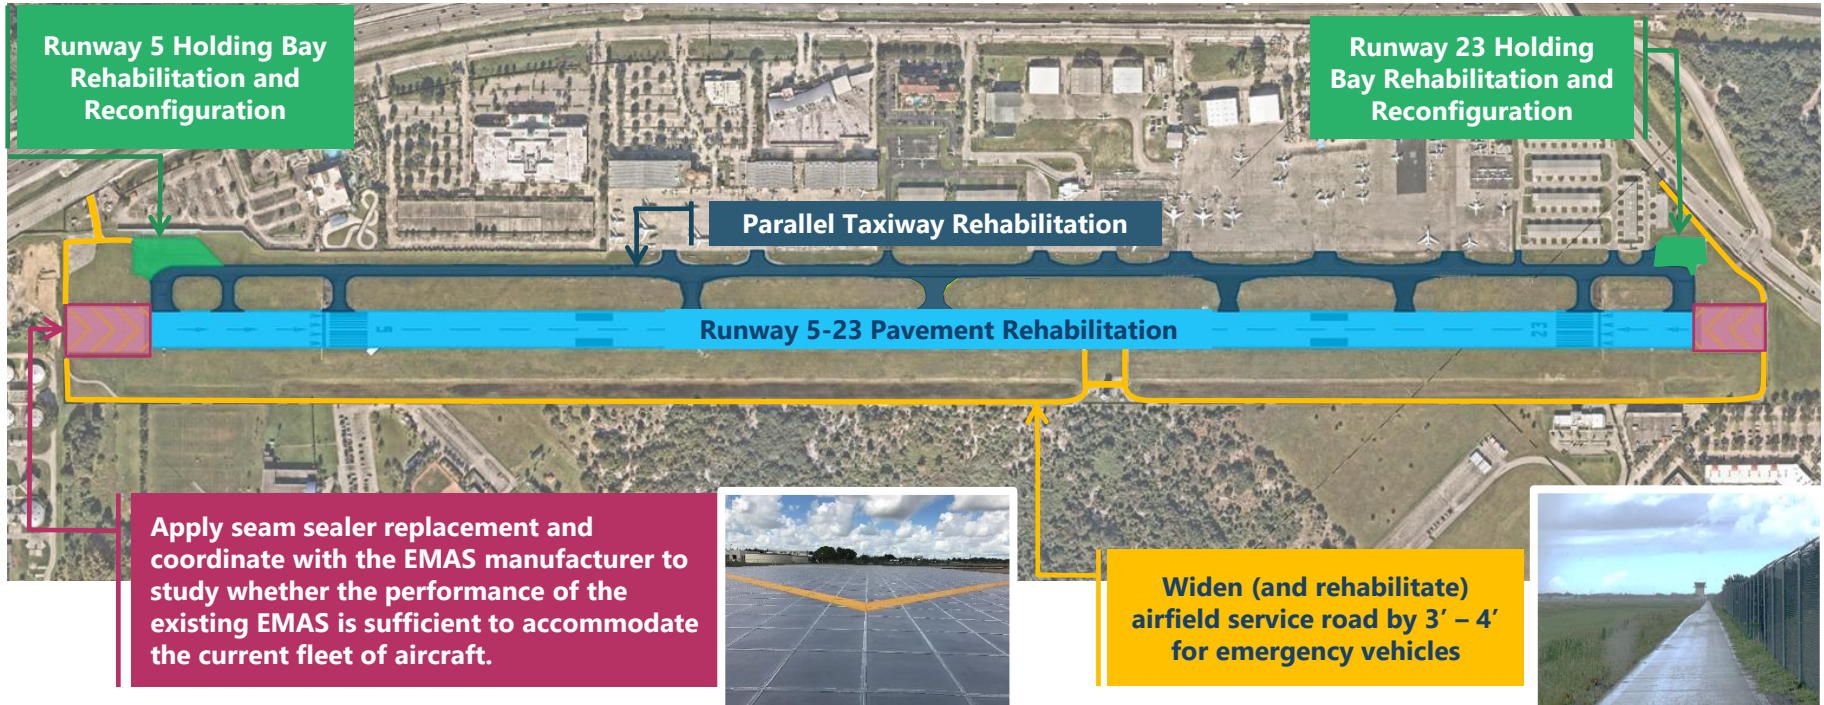 Runway 5 Holding Bay
Rehabilitation and
Reconfiguration
Runway 23 Holding
Bay Rehabilitation and
Reconfiguration
Parallel Taxiway Rehabilitation
Runway 5-23 Pavement Rehabilitation
23
Apply seam sealer replacement and
coordinate with the EMAS manufacturer to
study whether the performance of the
existing EMAS is sufficient to accommodate
the current fleet of aircraft.
Widen (and rehabilitate)
airfield service road by 3’ – 4’
for emergency vehicles